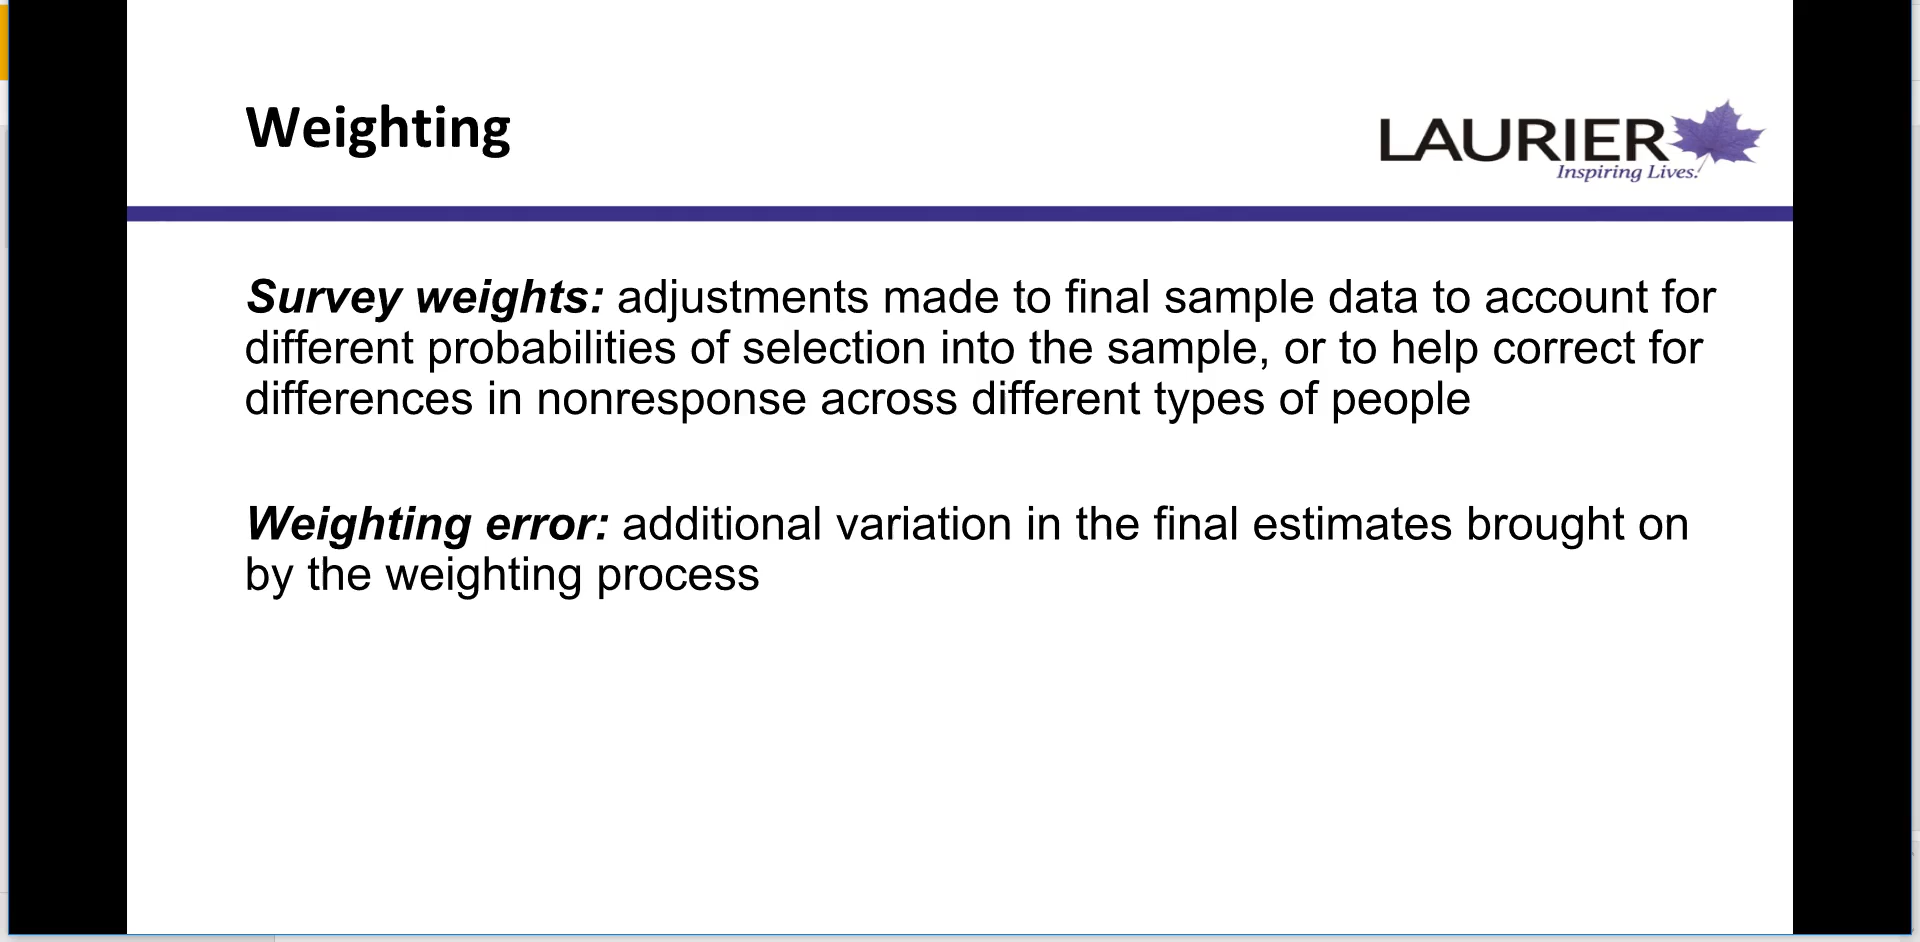 Weighting
LAURIER
Inspiring Lives.
Survey weights: adjustments made to final sample data to account for
different probabilities of selection into the sample, or to help correct for
differences in nonresponse across different types of people
Weighting error: additional variation in the final estimates brought on
by the weighting process